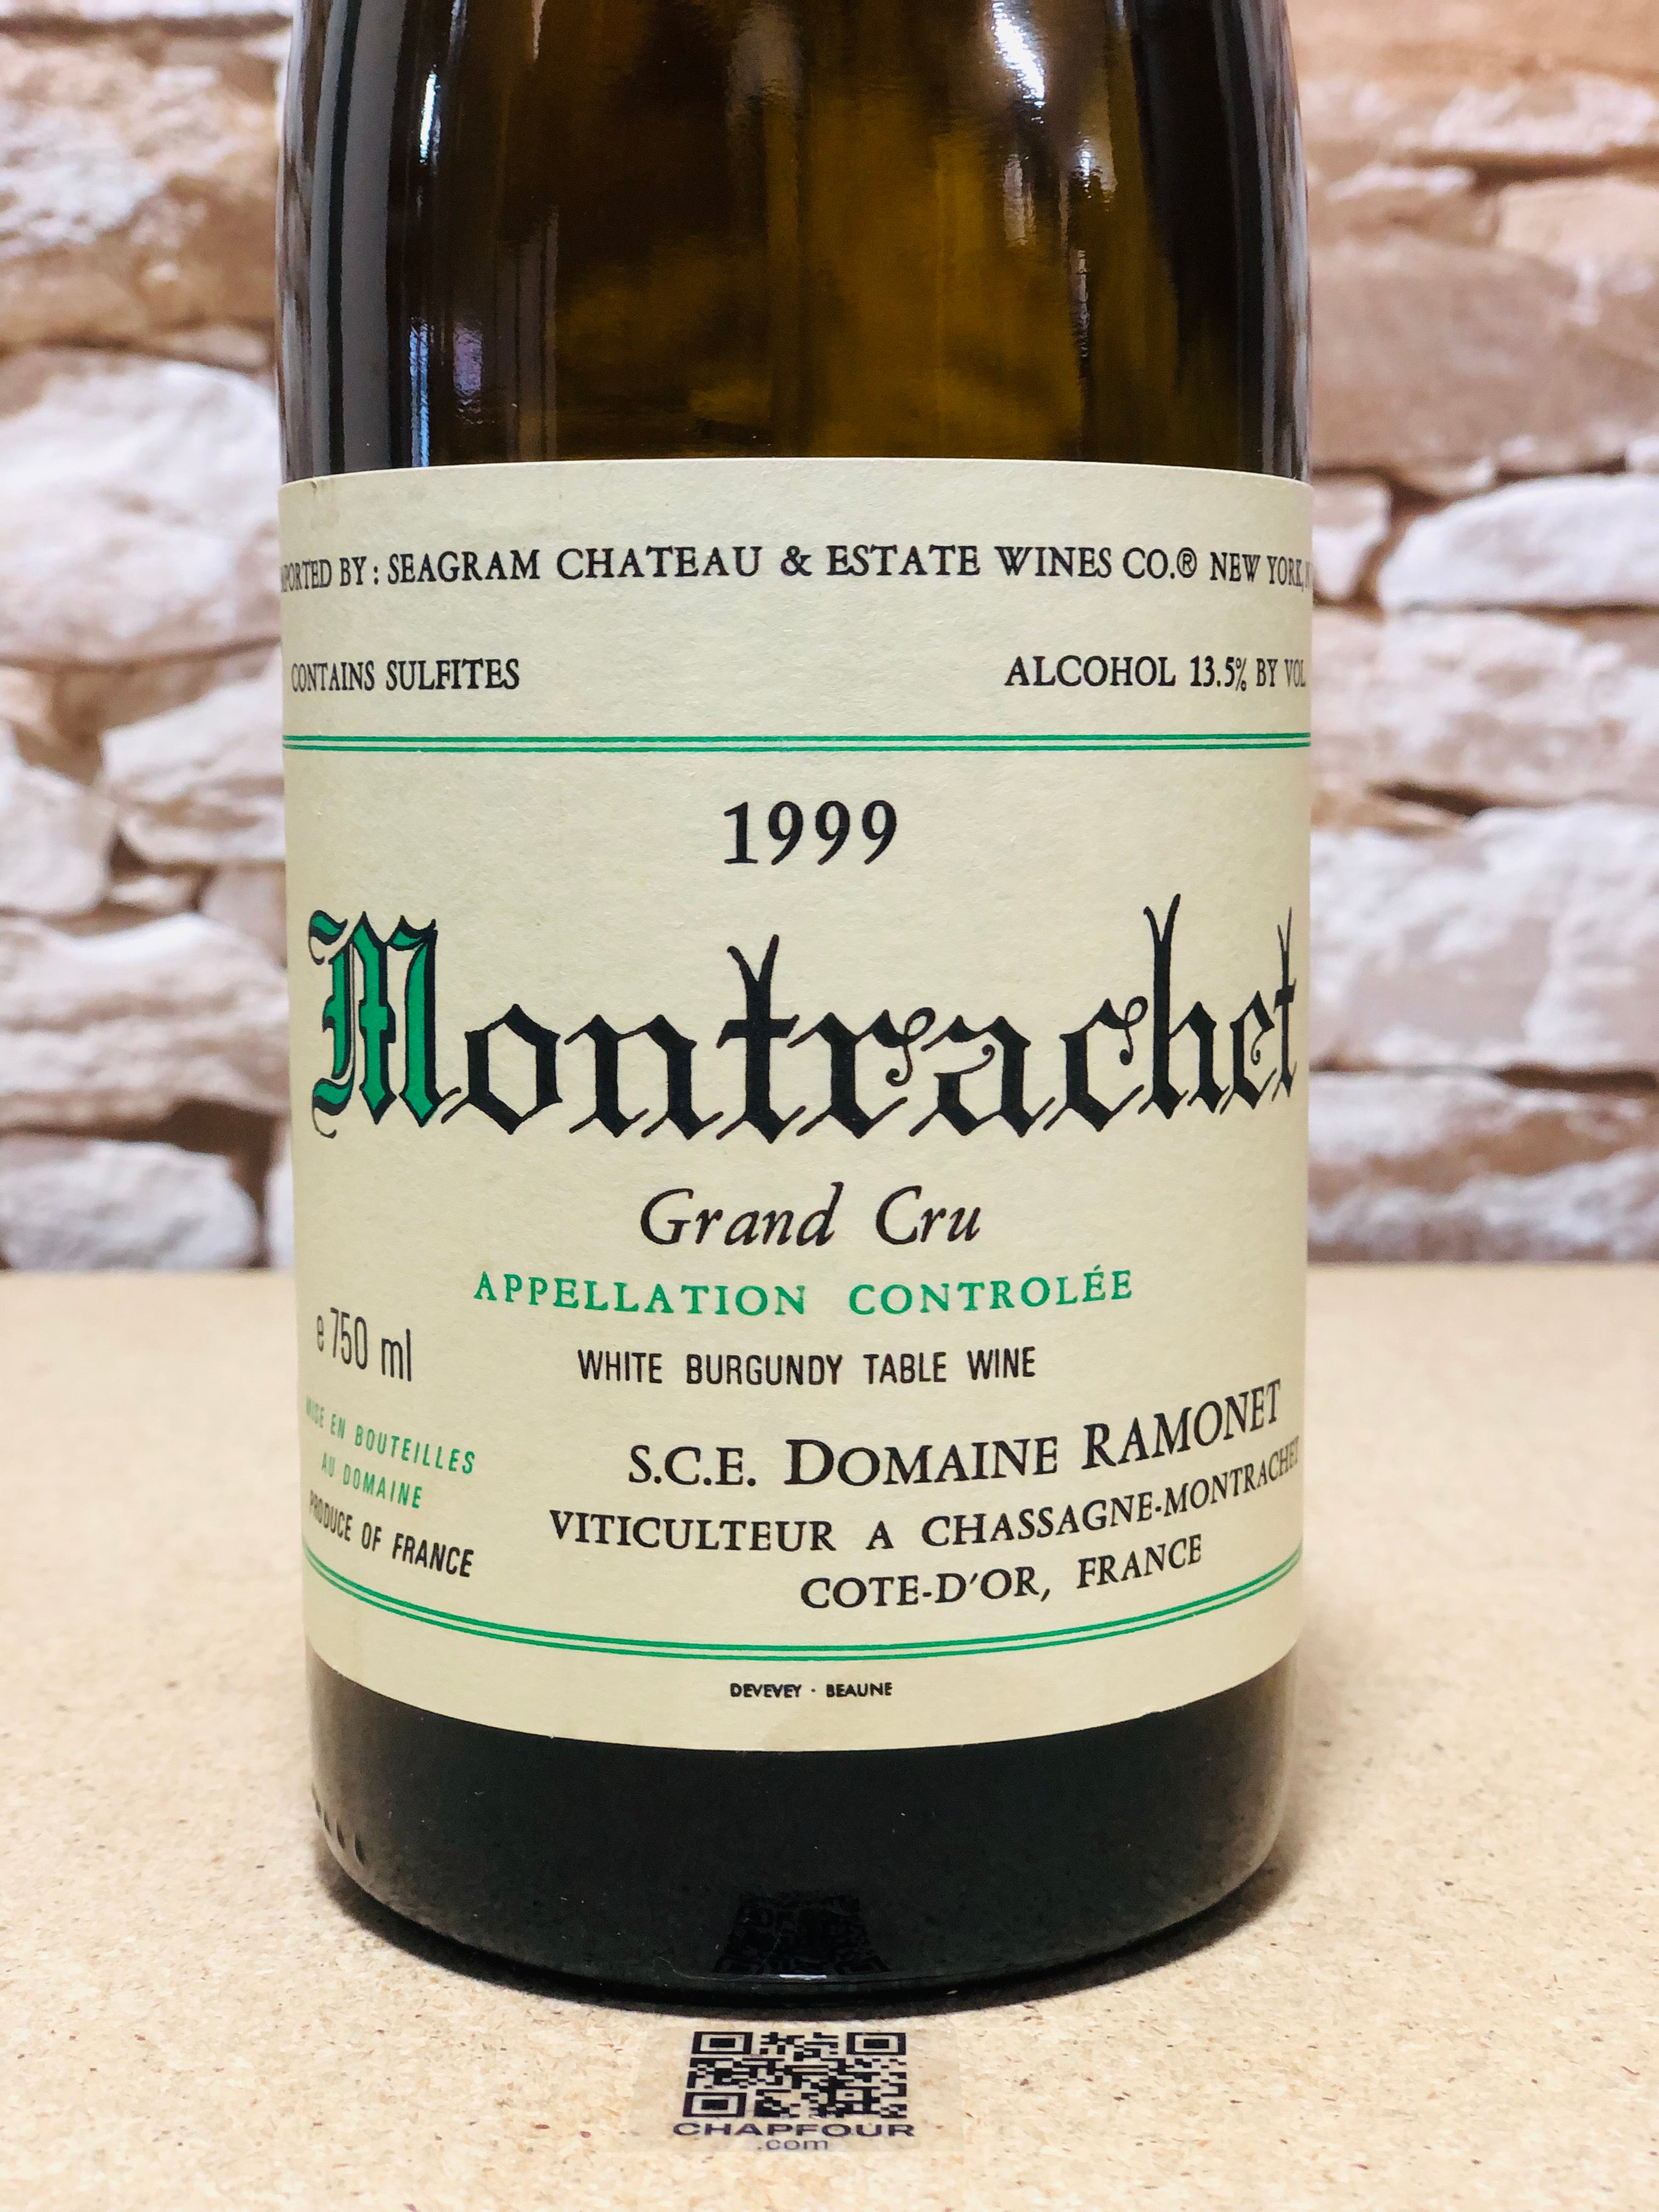 BY: SEAGRAM CHATEAU & ESTATE WINES CO.® NEW YORK,
CONTAINS SULFITES
ALCOHOL 13.5% BY VOL
1999
Montrachet
Grand Cru
APPELLATION CONTROLÉE
e 750 ml
WHITE BURGUNDY TABLE WINE
MISE EN BOUTEILLES
AU DOMAINE
PRODUCE OF FRANCE
S.C.E. DOMAINE RAMONET
VITICULTEUR A CHASSAGNE-MONTRACHET
COTE-D'OR, FRANCE
DEVEVEY · BEAUNE
CHAPFOUR
.com